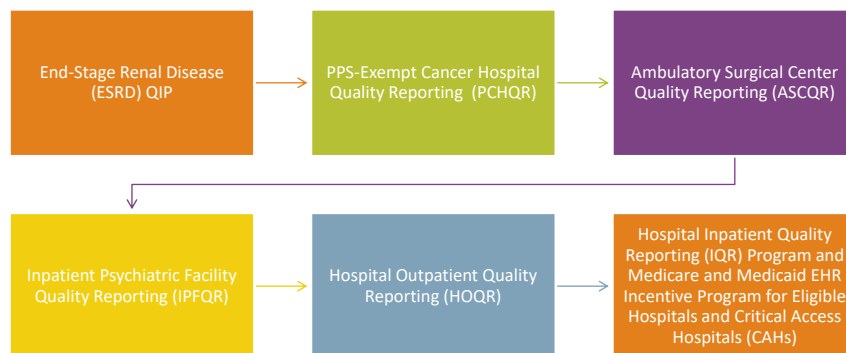 End-Stage Renal Disease
(ESRD) QIP
PPS-Exempt Cancer Hospital
Quality Reporting (PCHQR)
Ambulatory Surgical Center
Quality Reporting (ASCQR)
Inpatient Psychiatric Facility
Quality Reporting (IPFQR)
Hospital Outpatient Quality
Reporting (HOQR)
Hospital Inpatient Quality
Reporting (IQR) Program and
Medicare and Medicaid EHR
Incentive Program for Eligible
Hospitals and Critical Access
Hospitals (CAHs)